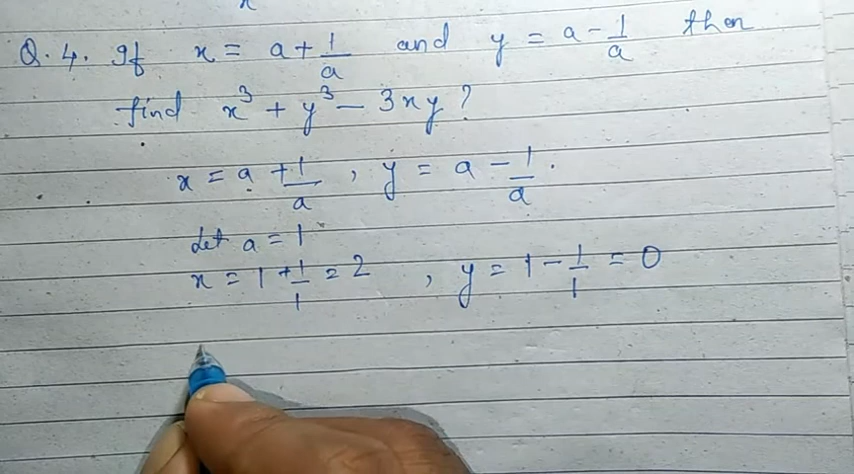 x
Q.4. If x = a + 1/a and y = a - 1/a then
find x³ + y³ - 3xy?
x = a + 1/a , y = a - 1/a.
Let a = 1
x = 1 + 1/1 = 2 , y = 1 - 1/1 = 0